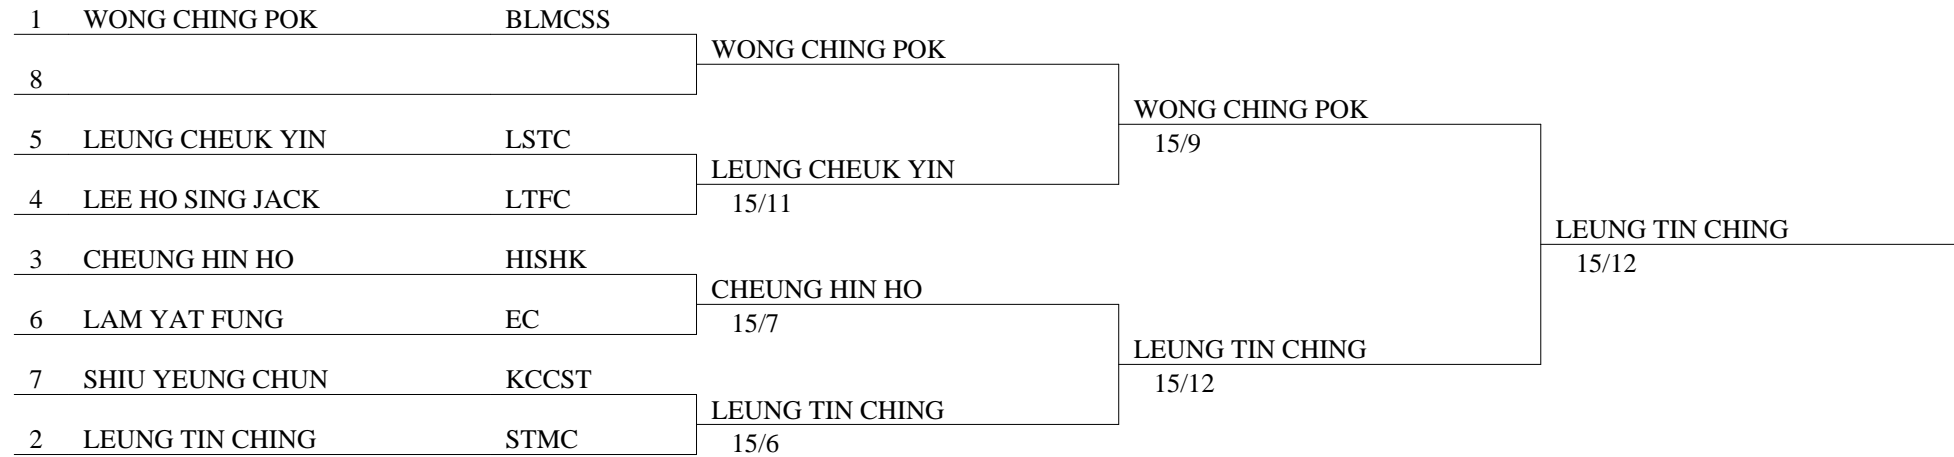 1 WONG CHING POK BLMCSS
WONG CHING POK
8
WONG CHING POK
5 LEUNG CHEUK YIN LSTC
15/9
LEUNG CHEUK YIN
4 LEE HO SING JACK LTFC
15/11
LEUNG TIN CHING
3 CHEUNG HIN HO HISHK
15/12
CHEUNG HIN HO
6 LAM YAT FUNG EC
15/7
LEUNG TIN CHING
7 SHIU YEUNG CHUN KCCST
15/12
LEUNG TIN CHING
2 LEUNG TIN CHING STMC
15/6